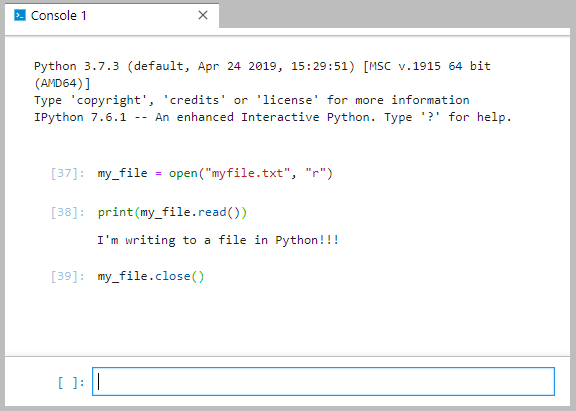 Console 1
Python 3.7.3 (default, Apr 24 2019, 15:29:51) [MSC v.1915 64 bit
(AMD64)]
Type 'copyright', 'credits' or 'license' for more information
IPython 7.6.1 -- An enhanced Interactive Python. Type '?' for help.
[37]: my_file = open("myfile.txt", "r")
[38]: print(my_file.read())
I'm writing to a file in Python!!!
[39]: my_file.close()
[ ]: